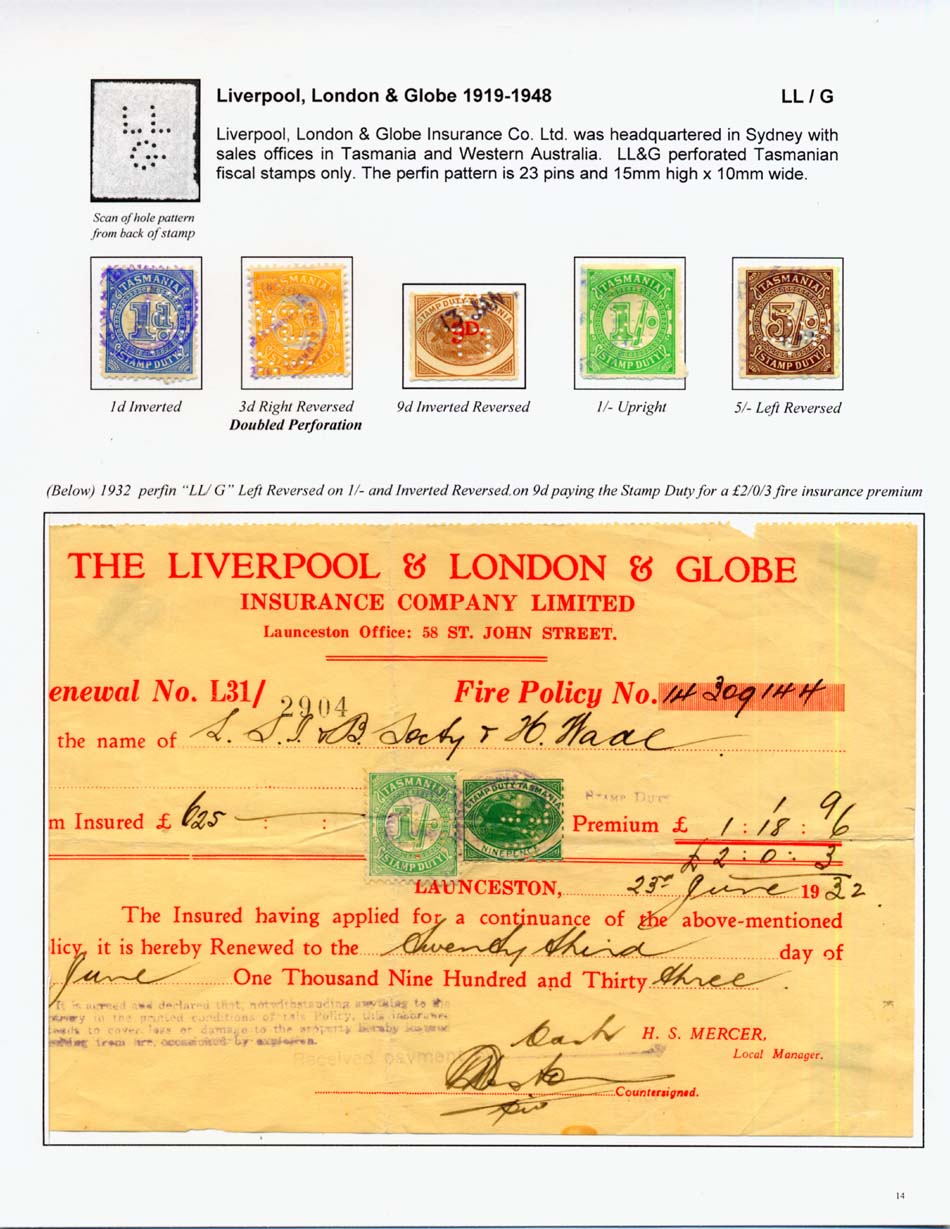 Liverpool, London & Globe 1919-1948 LL / G
Liverpool, London & Globe Insurance Co. Ltd. was headquartered in Sydney with
sales offices in Tasmania and Western Australia. LL&G perforated Tasmanian
fiscal stamps only. The perfin pattern is 23 pins and 15mm high x 10mm wide.
LL
G
Scan of hole pattern
from back of stamp
TASMANIA
1d.
STAMP DUTY
TASMANIA
STAMP DUTY TASMANIA
13 JAN
9D.
TASMANIA
1/-
STAMP DUTY
TASMANIA
5/-
STAMP DUTY
1d Inverted
3d Right Reversed
Doubled Perforation
9d Inverted Reversed
1/- Upright
5/- Left Reversed
(Below) 1932 perfin "LL/ G" Left Reversed on 1/- and Inverted Reversed.on 9d paying the Stamp Duty for a £2/0/3 fire insurance premium
THE LIVERPOOL & LONDON & GLOBE
INSURANCE COMPANY LIMITED
Launceston Office: 58 ST. JOHN STREET.
enewal No. L31/ 2904 Fire Policy No. 14309144
the name of L. S. I & B. Socty & H. Wade
TASMANIA
1/-
STAMP DUTY
STAMP DUTY TASMANIA
NINEPENCE
STAMP DUTY 9
m Insured £ 625 - : - : - Premium £ 1 : 18 : 6
£ 2 : 0 : 3
LAUNCESTON, 23rd June 1932
The Insured having applied for a continuance of the above-mentioned
licy, it is hereby Renewed to the Twenty third day of
June One Thousand Nine Hundred and Thirty three.
It is agreed and declared that, notwithstanding anything to the
in the printed conditions of this Policy, this insurance
to cover loss or damage to the property hereby
from fire, occasioned by explosion.
Received payment
Cash H. S. MERCER,
Local Manager.
Countersigned.
14